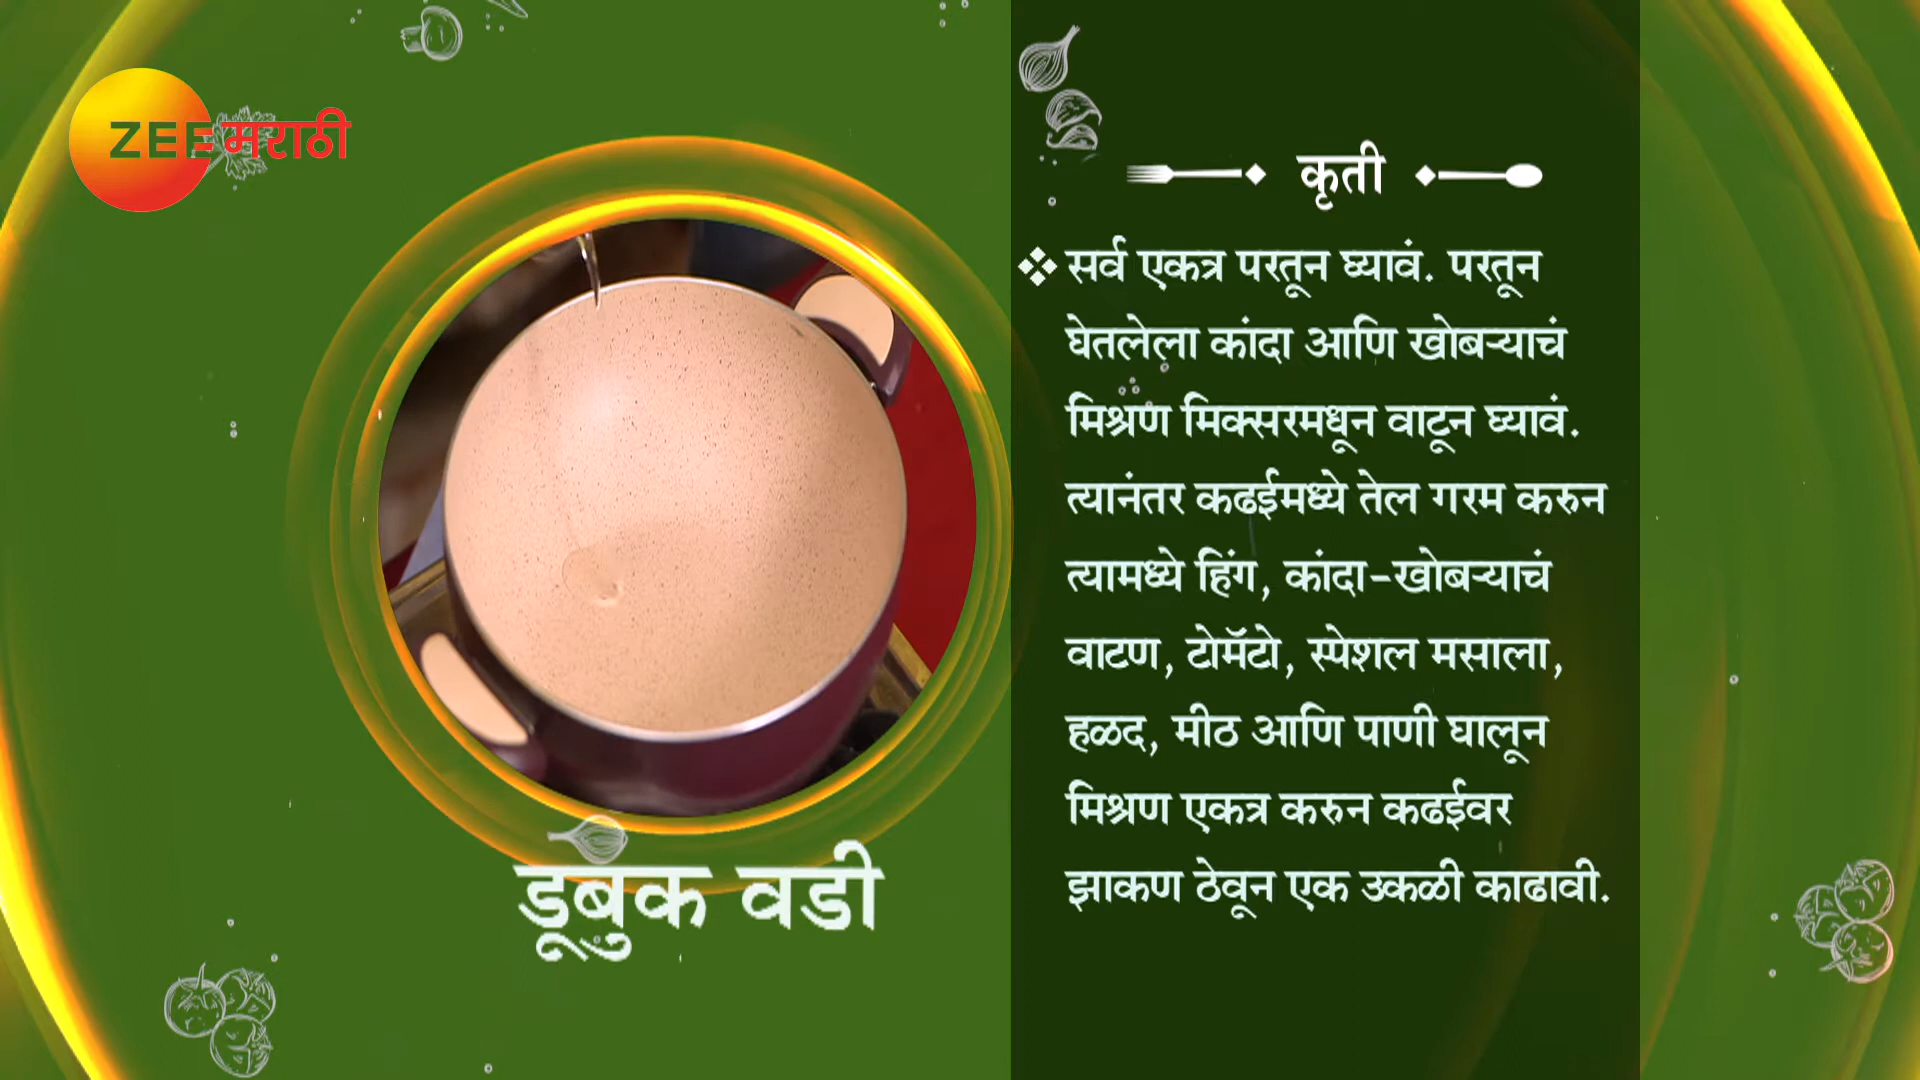 ZEE मराठी
डूबुक वडी
कृती
सर्व एकत्र परतून घ्यावं. परतून
घेतलेला कांदा आणि खोबऱ्याचं
मिश्रण मिक्सरमधून वाटून घ्यावं.
त्यानंतर कढईमध्ये तेल गरम करुन
त्यामध्ये हिंग, कांदा-खोबऱ्याचं
वाटण, टोमॅटो, स्पेशल मसाला,
हळद, मीठ आणि पाणी घालून
मिश्रण एकत्र करुन कढईवर
झाकण ठेवून एक उकळी काढावी.